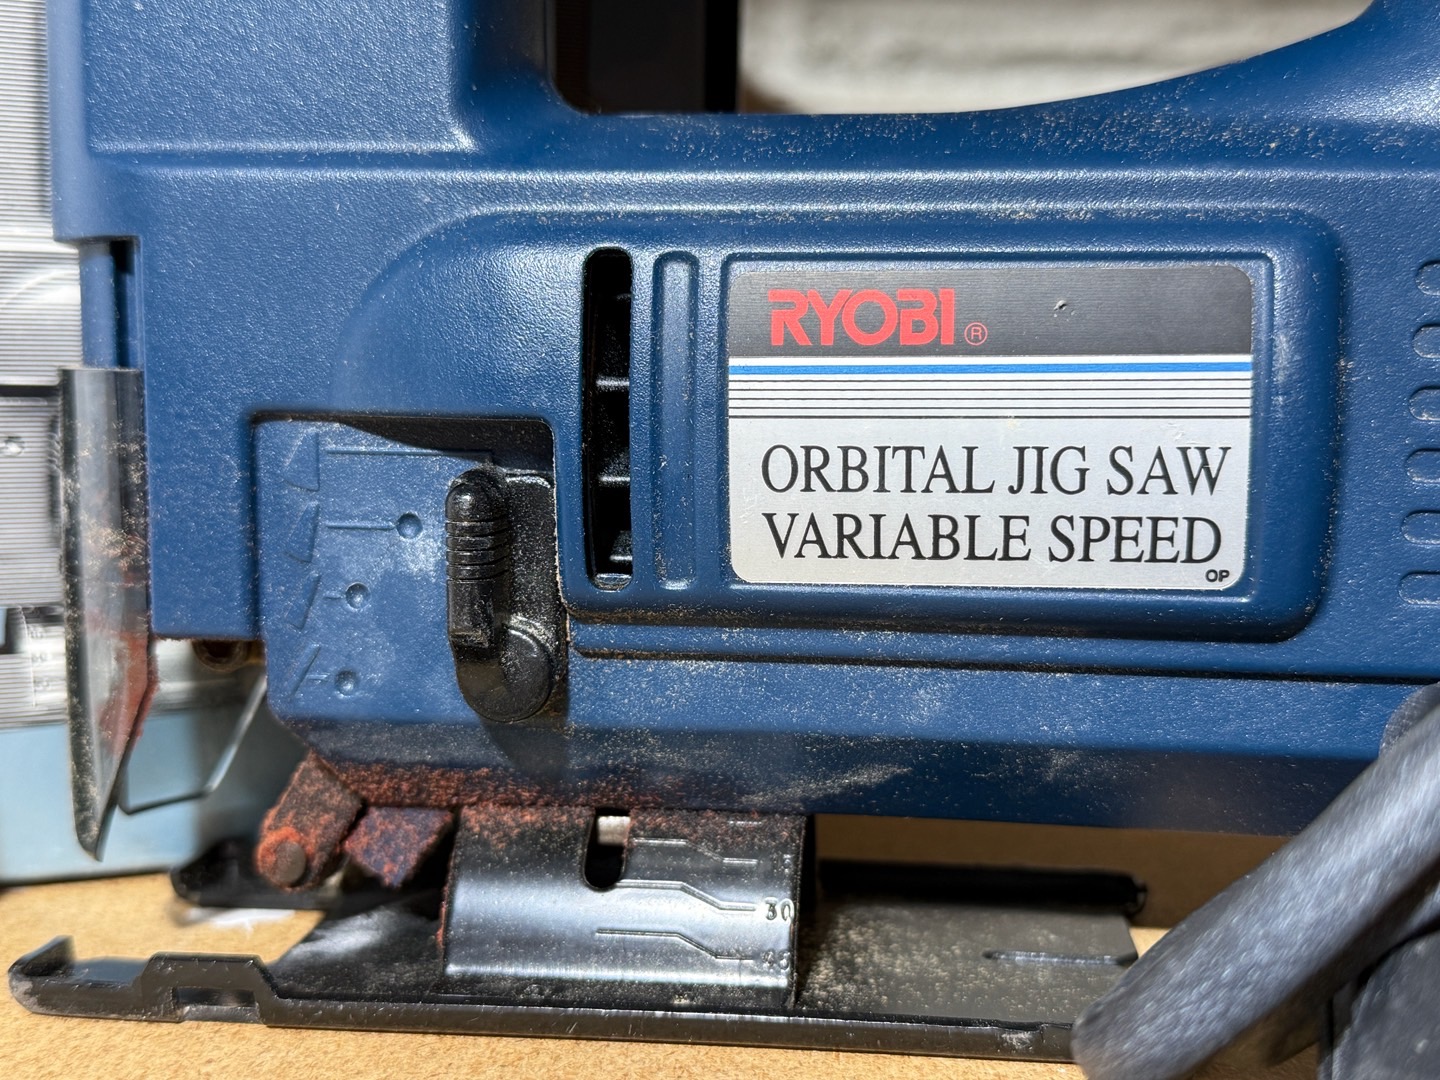 RYOBI®
ORBITAL JIG SAW
VARIABLE SPEED
OP
30
45